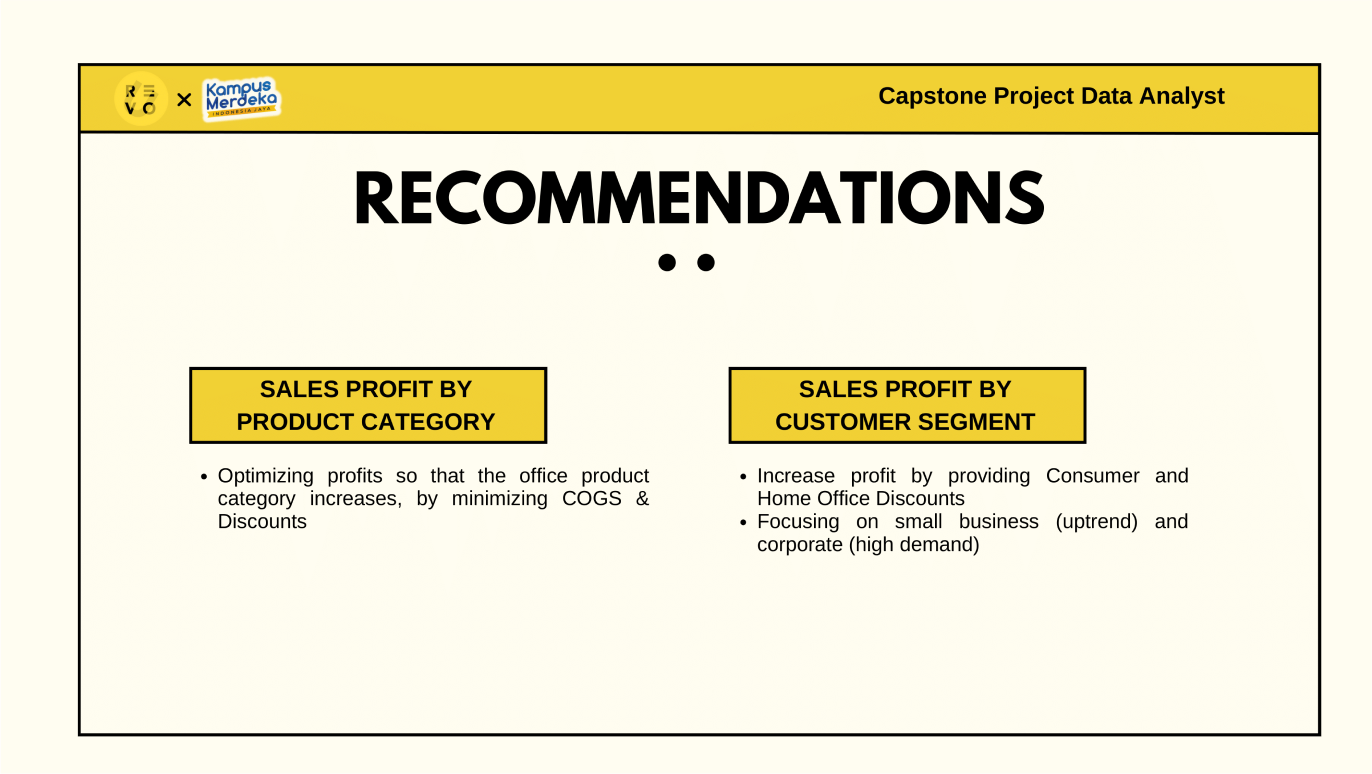 RE
VO
×
Kampus
Merdeka
INDONESIA JAYA
Capstone Project Data Analyst
RECOMMENDATIONS
SALES PROFIT BY
PRODUCT CATEGORY
• Optimizing profits so that the office product
category increases, by minimizing COGS &
Discounts
SALES PROFIT BY
CUSTOMER SEGMENT
• Increase profit by providing Consumer and
Home Office Discounts
• Focusing on small business (uptrend) and
corporate (high demand)